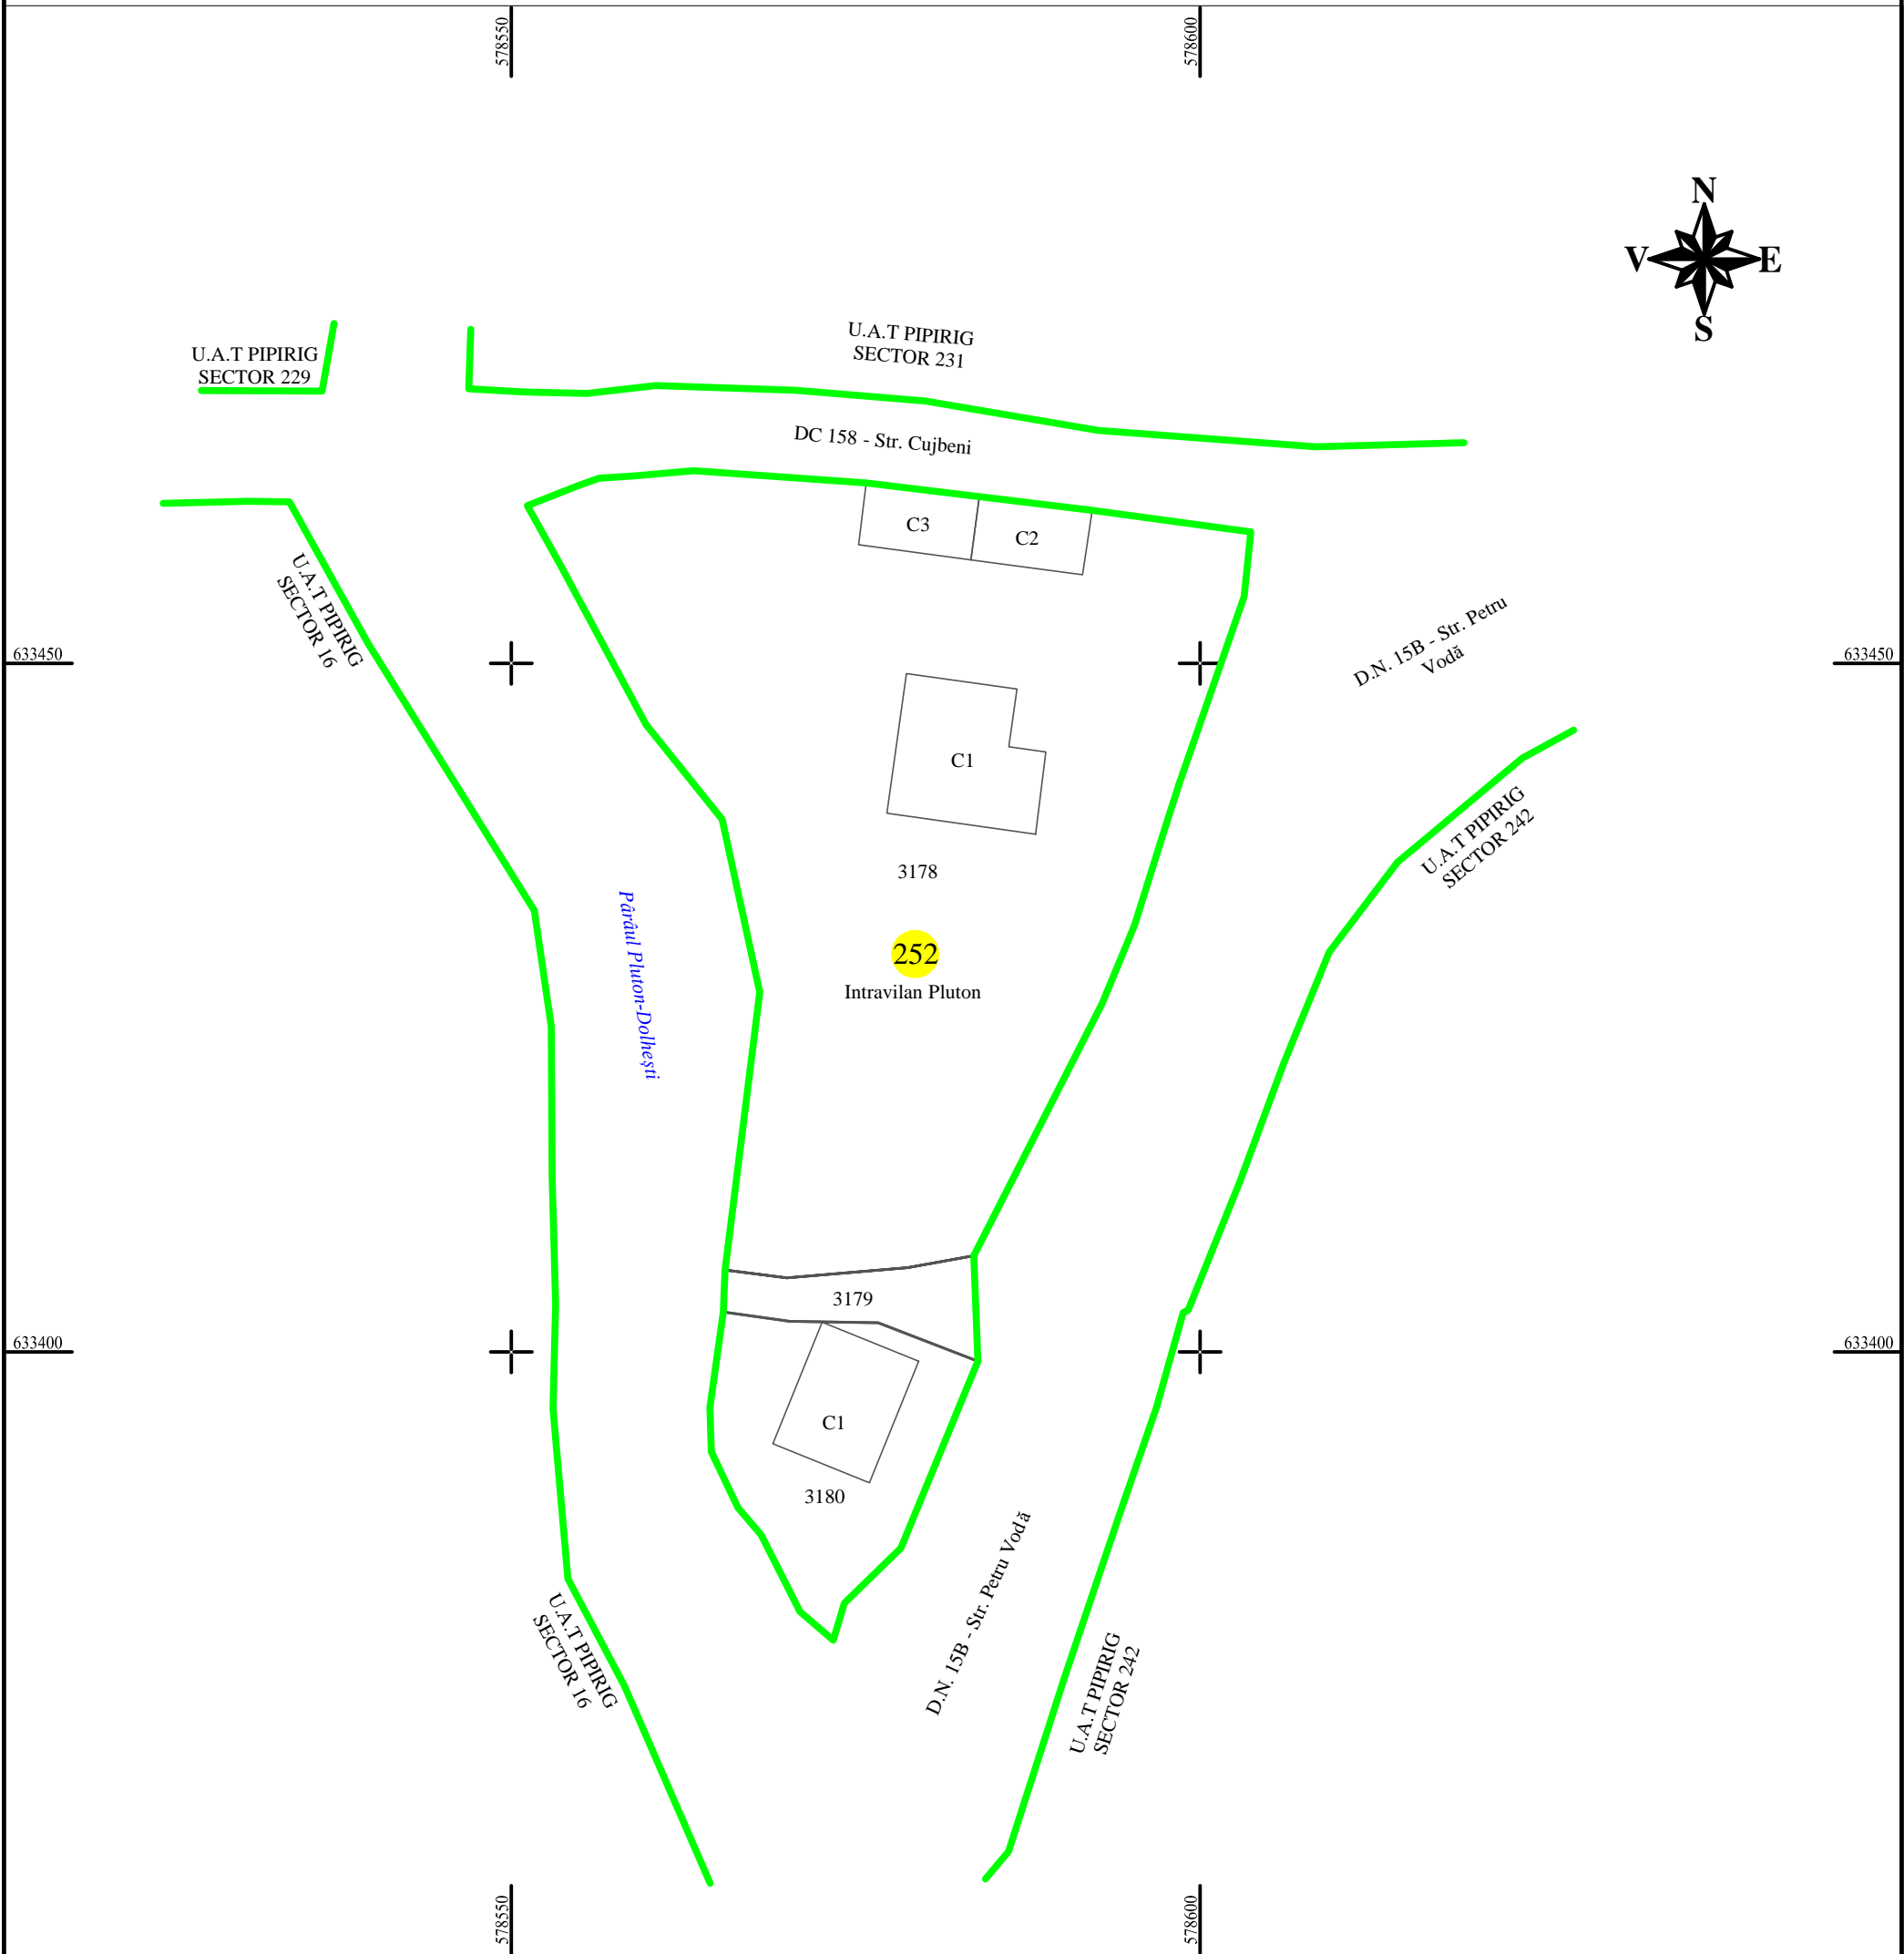 578550
578600
N
V
E
S
U.A.T PIPIRIG
SECTOR 229
U.A.T PIPIRIG
SECTOR 231
DC 158 - Str. Cujbeni
C3
C2
U.A.T PIPIRIG
SECTOR 16
D.N. 15B - Str. Petru
Vodă
633450
633450
C1
U.A.T PIPIRIG
SECTOR 242
3178
Pârâul Pluton-Dolhești
252
Intravilan Pluton
3179
633400
633400
C1
3180
D.N. 15B - Str. Petru Vodă
U.A.T PIPIRIG
SECTOR 16
U.A.T PIPIRIG
SECTOR 242
578550
578600